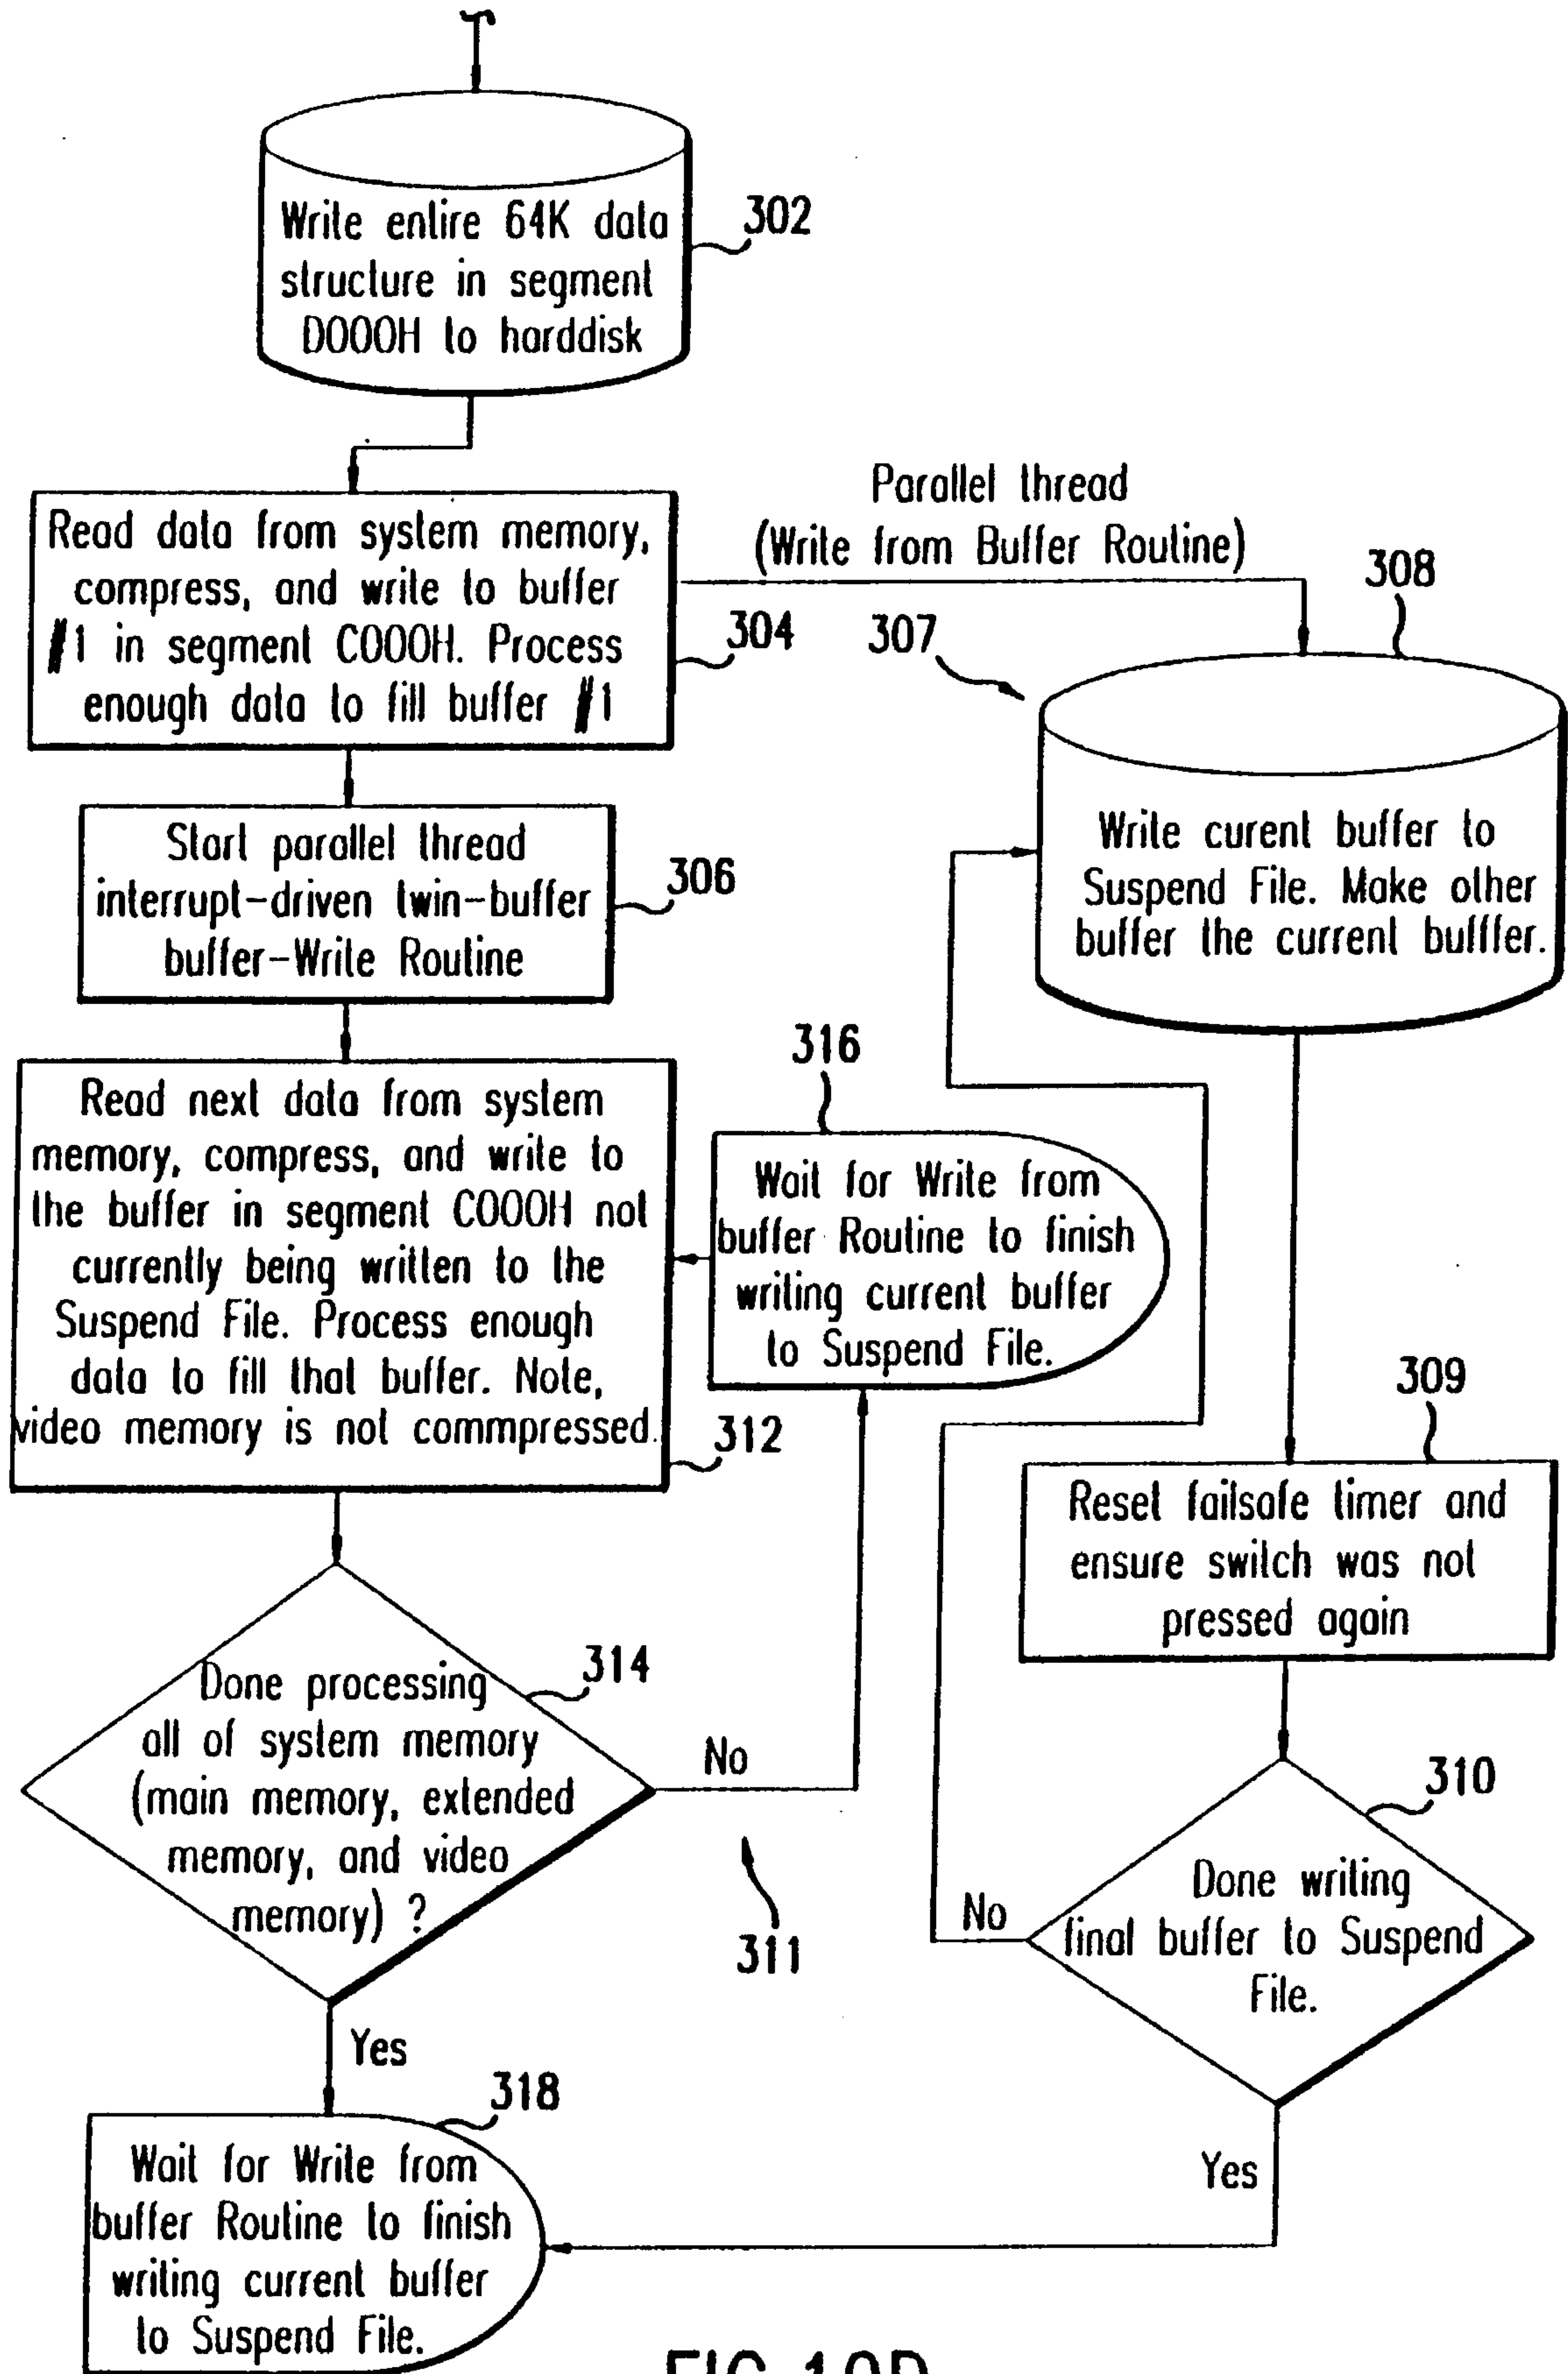 Write entire 64K data
structure in segment
D000H to harddisk
302
Read data from system memory,
compress, and write to buffer
#1 in segment C000H. Process
enough data to fill buffer #1
304
Parallel thread
(Write from Buffer Routine)
307
308
Write curent buffer to
Suspend File. Make other
buffer the current bufffer.
Start parallel thread
interrupt-driven twin-buffer
buffer-Write Routine
306
Read next data from system
memory, compress, and write to
the buffer in segment C000H not
currently being written to the
Suspend File. Process enough
data to fill that buffer. Note,
video memory is not commpressed.
312
316
Wait for Write from
buffer Routine to finish
writing current buffer
to Suspend File.
309
Reset failsafe timer and
ensure switch was not
pressed again
Done processing
all of system memory
(main memory, extended
memory, and video
memory) ?
314
No
311
310
Done writing
final buffer to Suspend
File.
No
Yes
Yes
318
Wait for Write from
buffer Routine to finish
writing current buffer
to Suspend File.